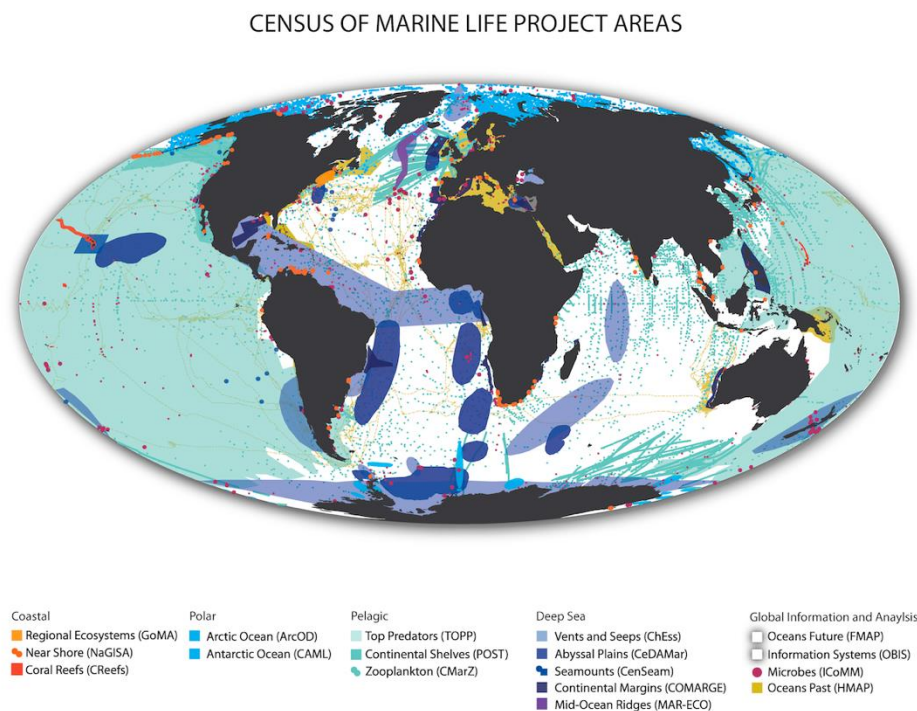 CENSUS OF MARINE LIFE PROJECT AREAS
Coastal
Regional Ecosystems (GoMA)
Near Shore (NaGISA)
Coral Reefs (CReefs)
Polar
Arctic Ocean (ArcOD)
Antarctic Ocean (CAML)
Pelagic
Top Predators (TOPP)
Continental Shelves (POST)
Zooplankton (CMarZ)
Deep Sea
Vents and Seeps (ChEss)
Abyssal Plains (CeDAMar)
Seamounts (CenSeam)
Continental Margins (COMARGE)
Mid-Ocean Ridges (MAR-ECO)
Global Information and Anaylsis
Oceans Future (FMAP)
Information Systems (OBIS)
Microbes (ICoMM)
Oceans Past (HMAP)